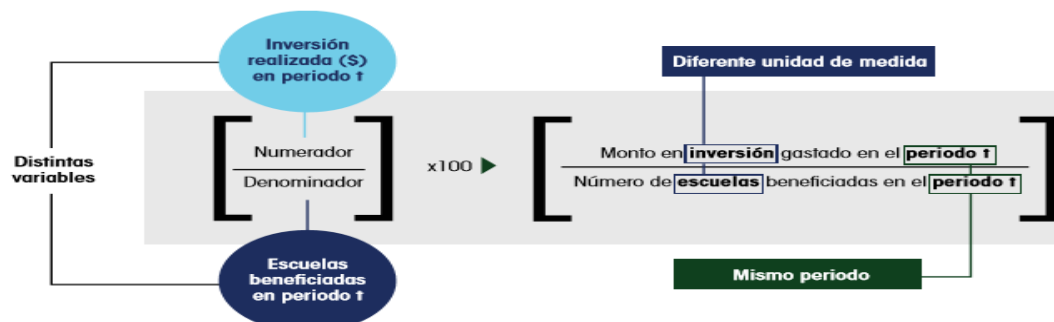 Inversión
realizada ($)
en periodo t
Diferente unidad de medida
Distintas
variables
Numerador
Denominador
x100
Monto en inversión gastado en el periodo t
Número de escuelas beneficiadas en el periodo t
Escuelas
beneficiadas
en periodo t
Mismo periodo